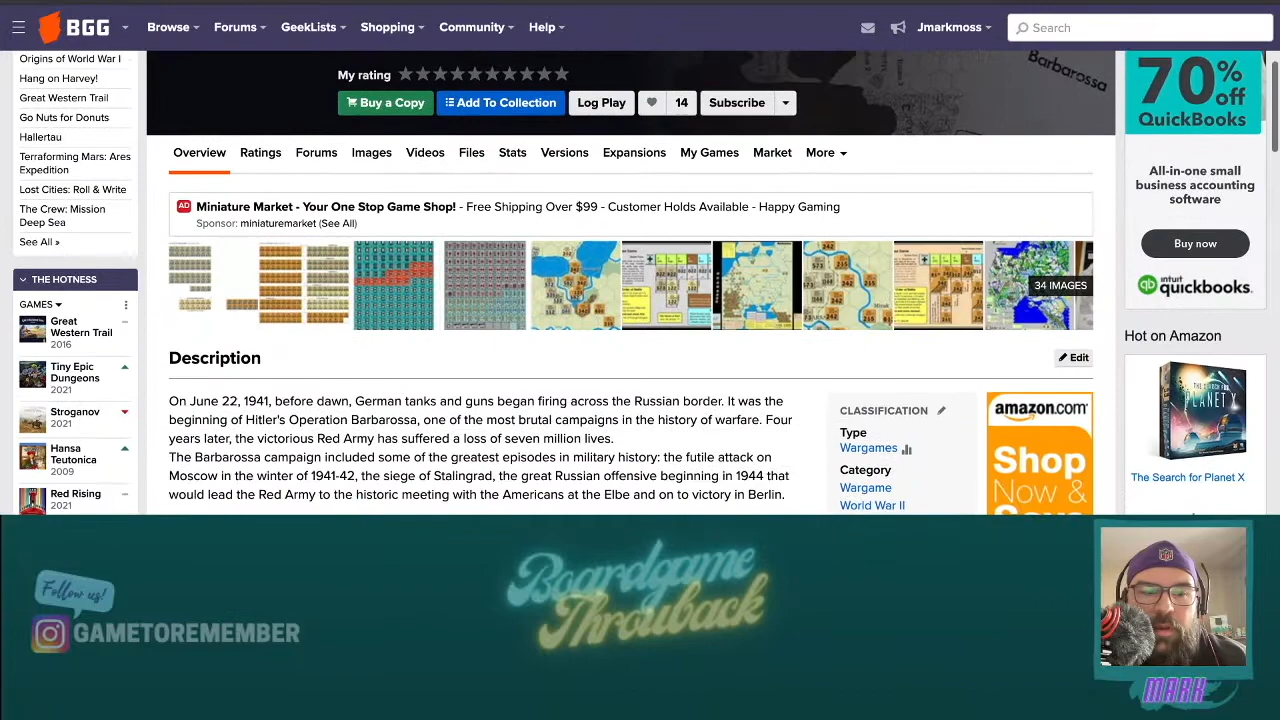 BGG
Browse
Forums
GeekLists
Shopping
Community
Help
Jmarkmoss
Search
Origins of World War I
Hang on Harvey!
Great Western Trail
Go Nuts for Donuts
Hallertau
Terraforming Mars: Ares
Expedition
Lost Cities: Roll & Write
The Crew: Mission
Deep Sea
See All »
THE HOTNESS
GAMES
Great
Western Trail
2016
Tiny Epic
Dungeons
2021
Stroganov
2021
Hansa
Teutonica
2009
Red Rising
2021
Barbarossa
My rating
Buy a Copy
Add To Collection
Log Play
14
Subscribe
Overview
Ratings
Forums
Images
Videos
Files
Stats
Versions
Expansions
My Games
Market
More
AD Miniature Market - Your One Stop Game Shop! - Free Shipping Over $99 - Customer Holds Available - Happy Gaming
Sponsor: miniaturemarket (See All)
34 IMAGES
Description
Edit
On June 22, 1941, before dawn, German tanks and guns began firing across the Russian border. It was the
beginning of Hitler's Operation Barbarossa, one of the most brutal campaigns in the history of warfare. Four
years later, the victorious Red Army has suffered a loss of seven million lives.
The Barbarossa campaign included some of the greatest episodes in military history: the futile attack on
Moscow in the winter of 1941-42, the siege of Stalingrad, the great Russian offensive beginning in 1944 that
would lead the Red Army to the historic meeting with the Americans at the Elbe and on to victory in Berlin.
CLASSIFICATION
Type
Wargames
Category
Wargame
World War II
amazon.com
Shop
Now &
70%
off
QuickBooks
All-in-one small
business accounting
software
Buy now
intuit
quickbooks.
Hot on Amazon
THE SEARCH FOR
PLANET X
The Search for Planet X
Follow us!
GAMETOREMEMBER
Boardgame
Throwback
NFL
MARK